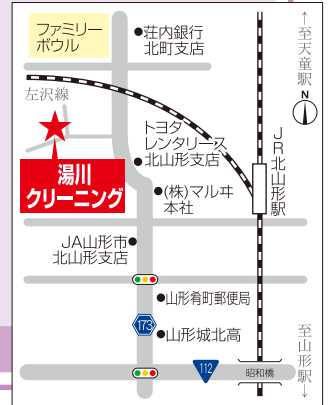 ファミリー
ボウル
●荘内銀行
北町支店
←至天童駅
N
左沢線
トヨタ
レンタリース
●北山形支店
JR北山形駅
湯川
クリーニング
●(株)マルヰ
本社
JA山形市●
北山形支店
●山形肴町郵便局
173
●山形城北高
至山形駅→
112
昭和橋